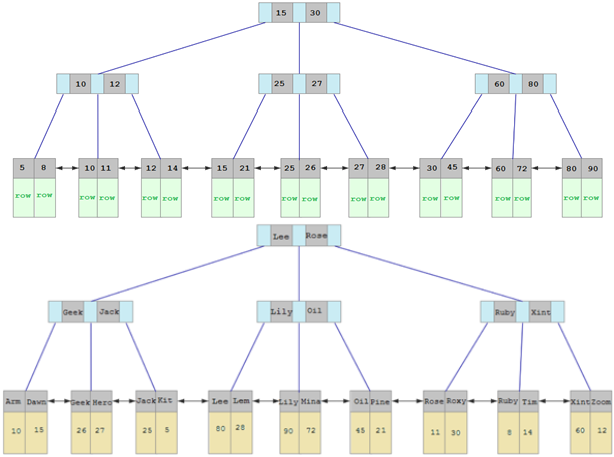 15 30
10 12 25 27 60 80
5 8 10 11 12 14 15 21 25 26 27 28 30 45 60 72 80 90
row row row row row row row row row row row row row row row row row row
Lee Rose
Geek Jack Lily Oil Ruby Xint
Arm Dawn Geek Hero Jack Kit Lee Lem Lily Mina Oil Pine Rose Roxy Ruby Tim Xint Zoom
10 15 26 27 25 5 80 28 90 72 45 21 11 30 8 14 60 12